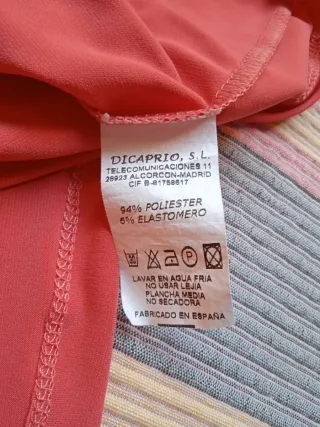 DICAPRIO, S.L.
TELECOMUNICACIONES 11
28923 ALCORCON-MADRID
CIF B-81758617
94% POLIESTER
6% ELASTOMERO
P
LAVAR EN AGUA FRIA
NO USAR LEJIA
PLANCHA MEDIA
NO SECADORA
FABRICADO EN ESPAÑA